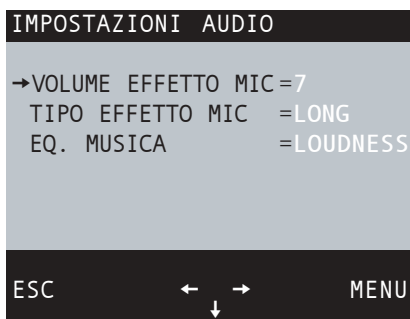 IMPOSTAZIONI AUDIO
→VOLUME EFFETTO MIC=7
TIPO EFFETTO MIC =LONG
EQ. MUSICA =LOUDNESS
ESC ← ↓ → MENU